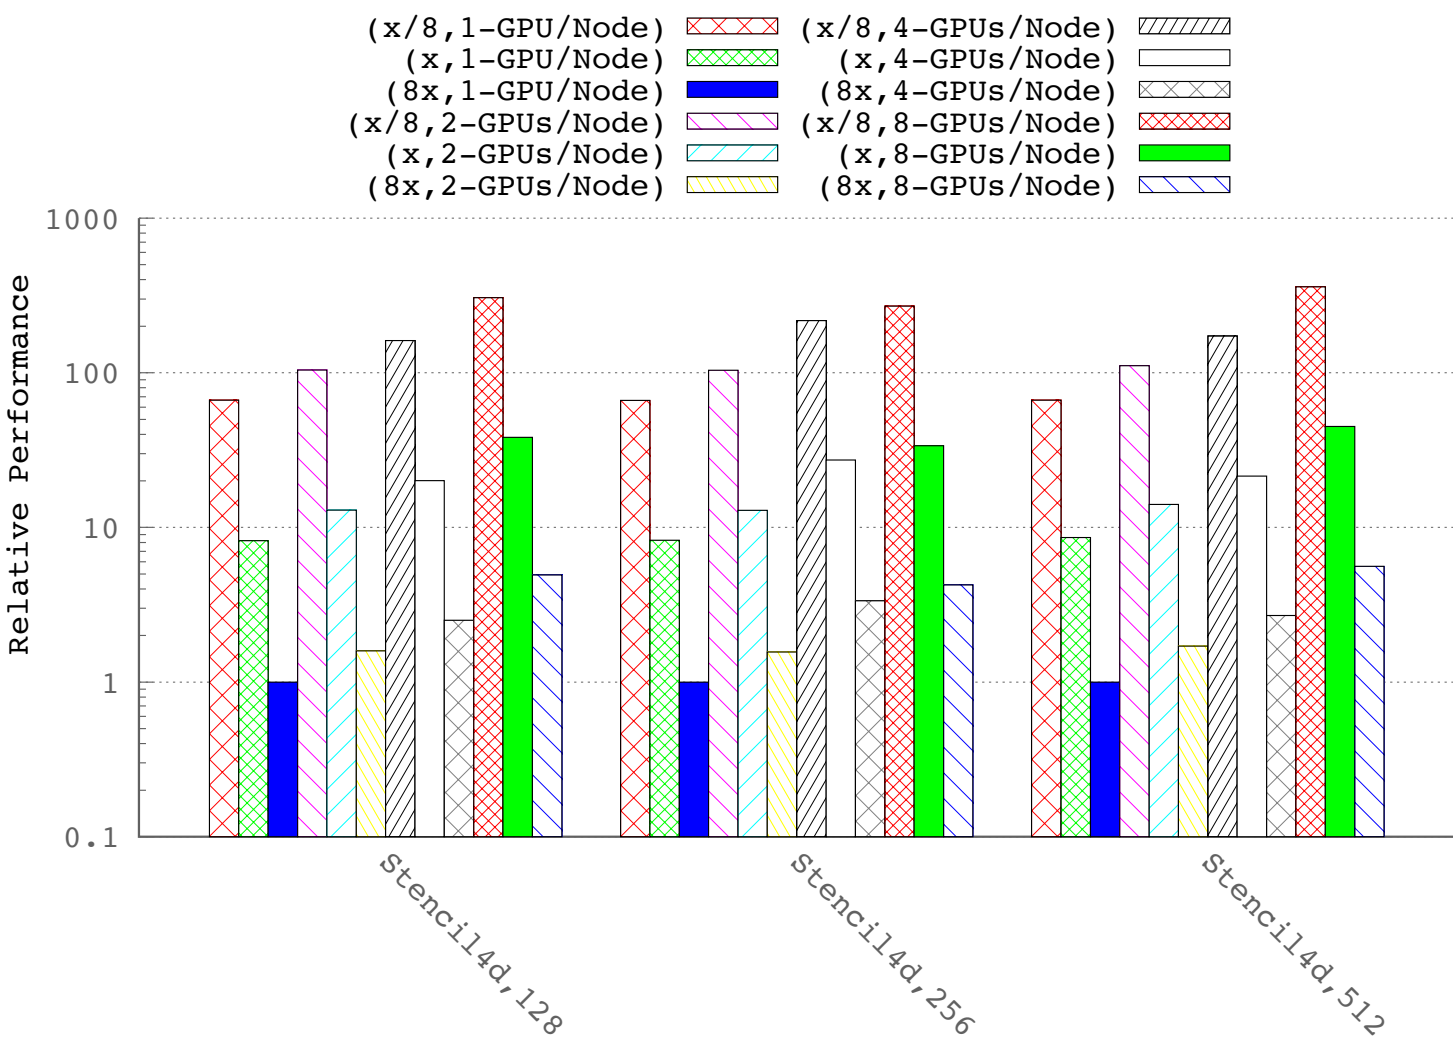 (x/8,1-GPU/Node)
(x,1-GPU/Node)
(8x,1-GPU/Node)
(x/8,2-GPUs/Node)
(x,2-GPUs/Node)
(8x,2-GPUs/Node)
(x/8,4-GPUs/Node)
(x,4-GPUs/Node)
(8x,4-GPUs/Node)
(x/8,8-GPUs/Node)
(x,8-GPUs/Node)
(8x,8-GPUs/Node)
Relative Performance
1000
100
10
1
0.1
Stencil4d,128
Stencil4d,256
Stencil4d,512